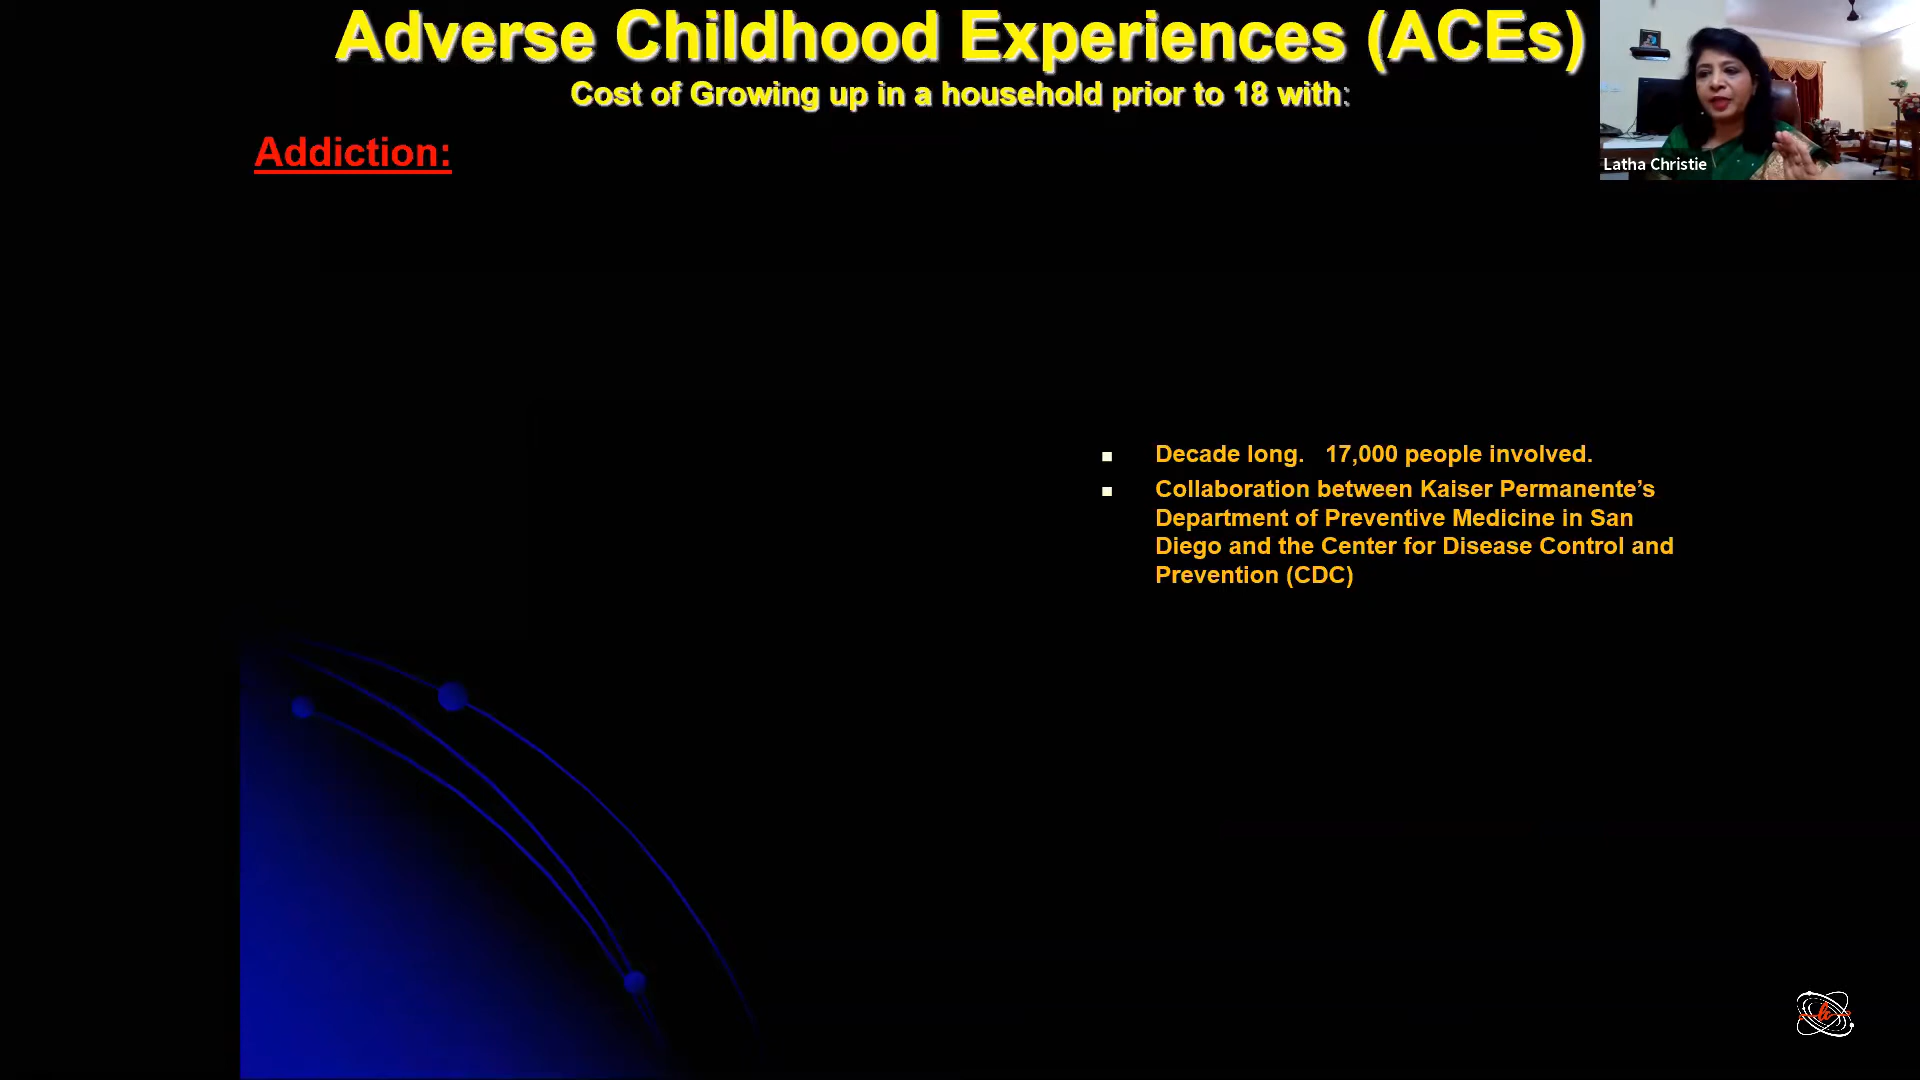 Adverse Childhood Experiences (ACEs)
Cost of Growing up in a household prior to 18 with:
Latha Christie
Addiction:
Decade long. 17,000 people involved.
Collaboration between Kaiser Permanente’s
Department of Preventive Medicine in San
Diego and the Center for Disease Control and
Prevention (CDC)